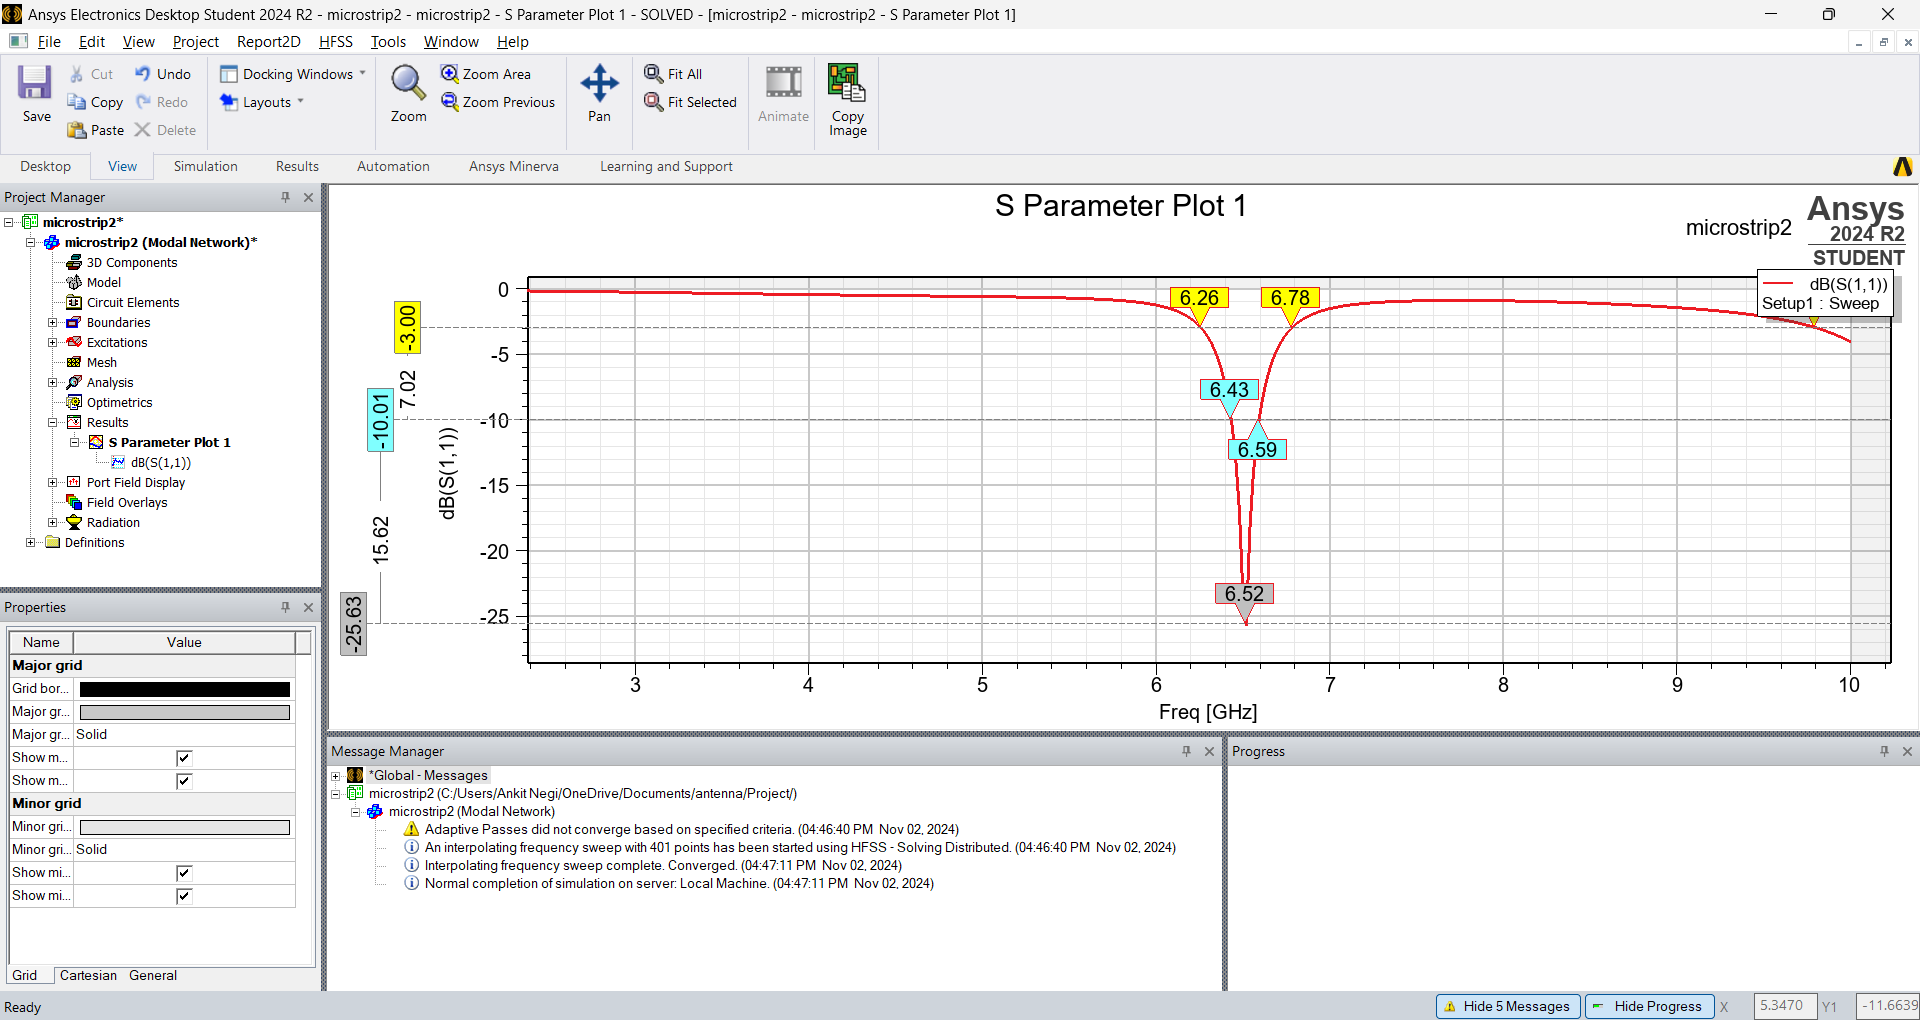 Ansys Electronics Desktop Student 2024 R2 - microstrip2 - microstrip2 - S Parameter Plot 1 - SOLVED - [microstrip2 - microstrip2 - S Parameter Plot 1]
File Edit View Project Report2D HFSS Tools Window Help
Save
Cut
Copy
Paste
Undo
Redo
Delete
Docking Windows
Layouts
Zoom
Zoom Area
Zoom Previous
Pan
Fit All
Fit Selected
Animate
Copy
Image
Desktop View Simulation Results Automation Ansys Minerva Learning and Support
Project Manager
microstrip2*
microstrip2 (Modal Network)*
3D Components
Model
Circuit Elements
Boundaries
Excitations
Mesh
Analysis
Optimetrics
Results
S Parameter Plot 1
dB(S(1,1))
Port Field Display
Field Overlays
Radiation
Definitions
Properties
Name Value
Major grid
Grid bor...
Major gr...
Major gr... Solid
Show m...
Show m...
Minor grid
Minor gri...
Minor gri... Solid
Show mi...
Show mi...
Grid Cartesian General
S Parameter Plot 1
microstrip2
Ansys
2024 R2
STUDENT
dB(S(1,1))
Setup1 : Sweep
-3.00
7.02
-10.01
15.62
-25.63
dB(S(1,1))
0
-5
-10
-15
-20
-25
6.26
6.78
6.43
6.59
6.52
3 4 5 6 7 8 9 10
Freq [GHz]
Message Manager
*Global - Messages
microstrip2 (C:/Users/Ankit Negi/OneDrive/Documents/antenna/Project/)
microstrip2 (Modal Network)
Adaptive Passes did not converge based on specified criteria. (04:46:40 PM Nov 02, 2024)
An interpolating frequency sweep with 401 points has been started using HFSS - Solving Distributed. (04:46:40 PM Nov 02, 2024)
Interpolating frequency sweep complete. Converged. (04:47:11 PM Nov 02, 2024)
Normal completion of simulation on server: Local Machine. (04:47:11 PM Nov 02, 2024)
Progress
Ready
Hide 5 Messages
Hide Progress
X 5.3470 Y1 -11.6639